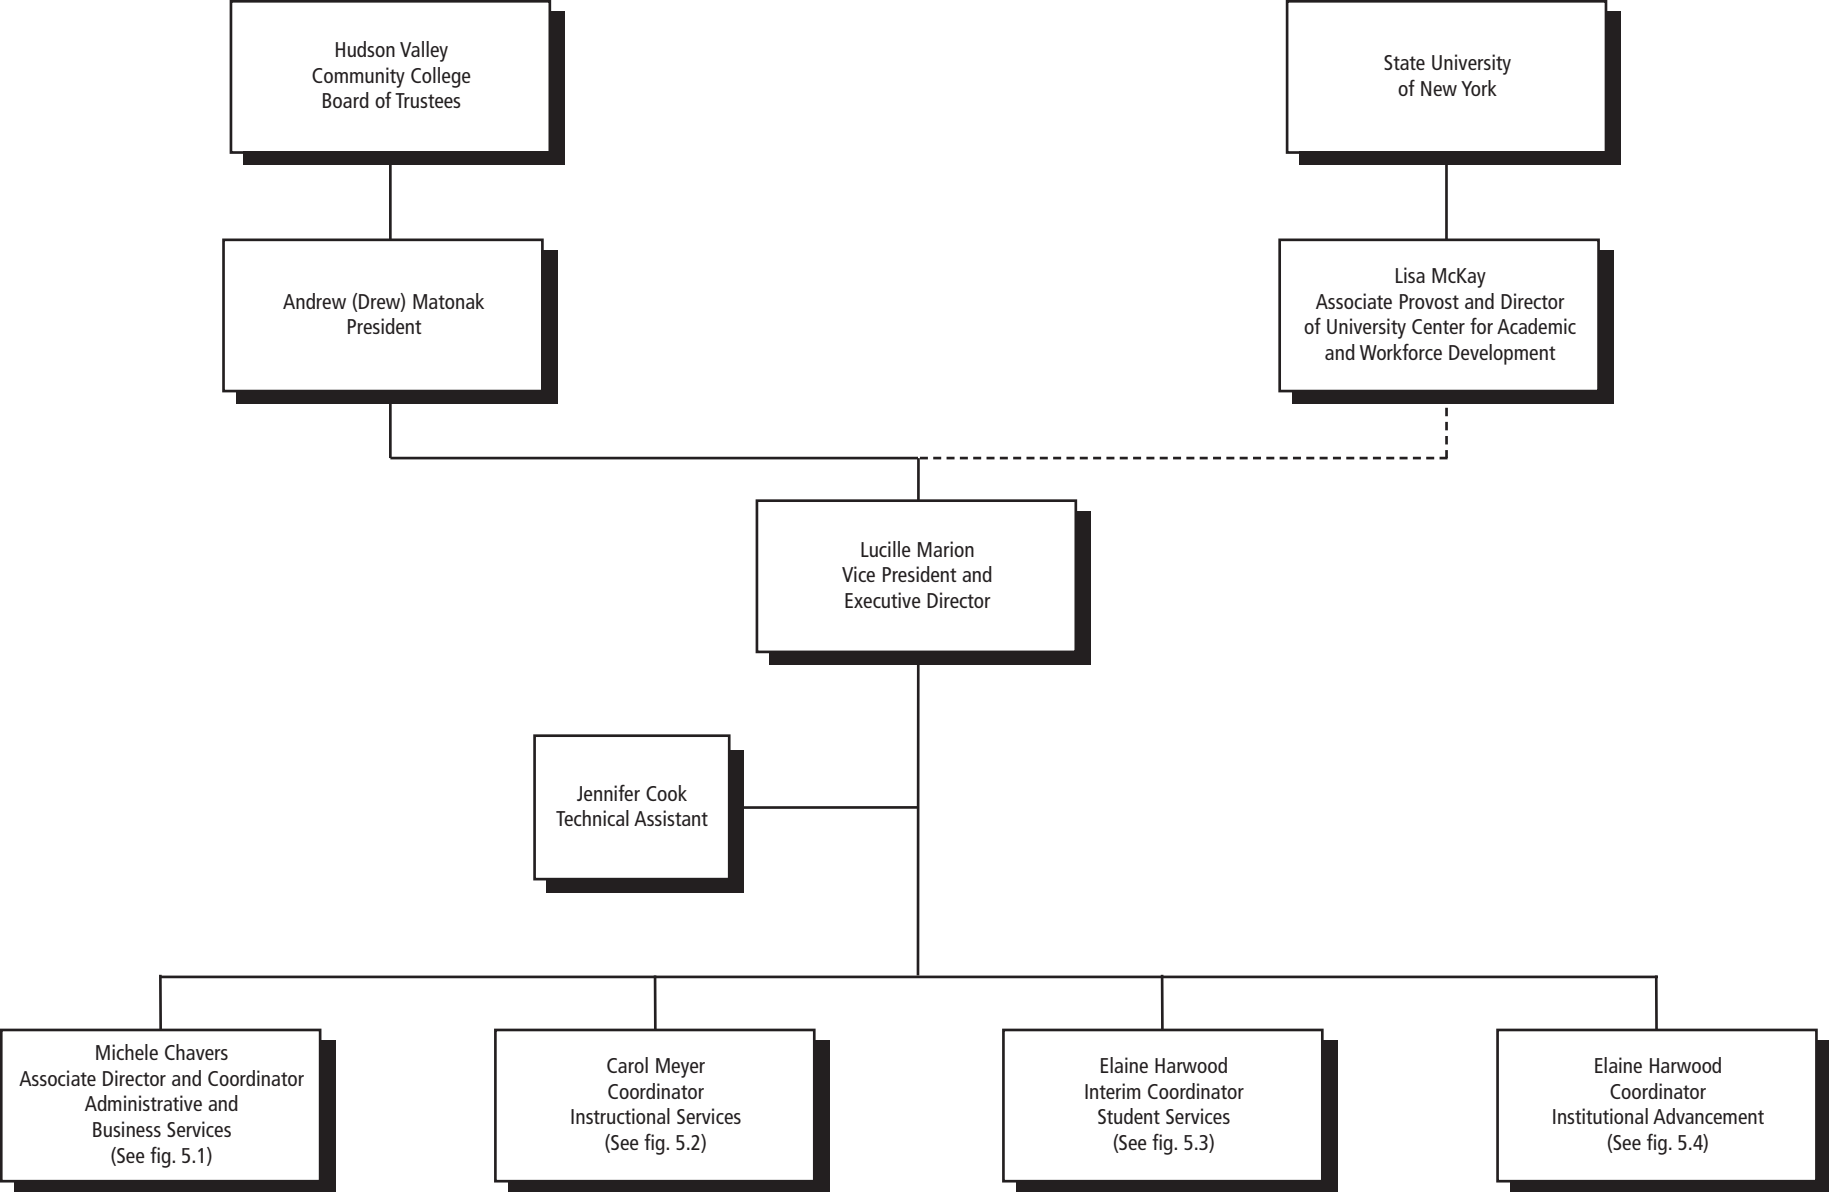 Hudson Valley
Community College
Board of Trustees
State University
of New York
Andrew (Drew) Matonak
President
Lisa McKay
Associate Provost and Director
of University Center for Academic
and Workforce Development
Lucille Marion
Vice President and
Executive Director
Jennifer Cook
Technical Assistant
Michele Chavers
Associate Director and Coordinator
Administrative and
Business Services
(See fig. 5.1)
Carol Meyer
Coordinator
Instructional Services
(See fig. 5.2)
Elaine Harwood
Interim Coordinator
Student Services
(See fig. 5.3)
Elaine Harwood
Coordinator
Institutional Advancement
(See fig. 5.4)